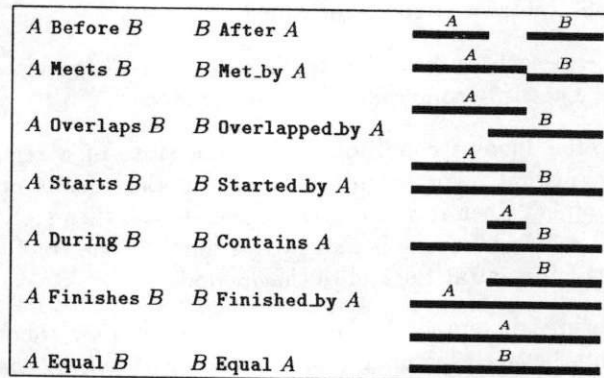 A Before B B After A A B
A Meets B B Met_by A A B
A Overlaps B B Overlapped_by A A B
A Starts B B Started_by A A B
A During B B Contains A A B
A Finishes B B Finished_by A A B
A Equal B B Equal A A B